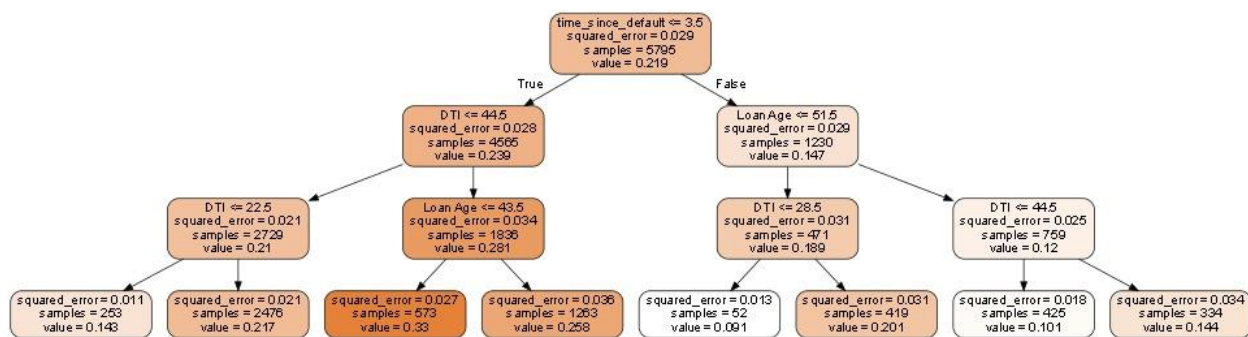 time_since_default <= 3.5
squared_error = 0.029
samples = 5795
value = 0.219
True
False
DTI <= 44.5
squared_error = 0.028
samples = 4565
value = 0.239
Loan Age <= 51.5
squared_error = 0.029
samples = 1230
value = 0.147
DTI <= 22.5
squared_error = 0.021
samples = 2729
value = 0.21
Loan Age <= 43.5
squared_error = 0.034
samples = 1836
value = 0.281
DTI <= 28.5
squared_error = 0.031
samples = 471
value = 0.189
DTI <= 44.5
squared_error = 0.025
samples = 759
value = 0.12
squared_error = 0.011
samples = 253
value = 0.143
squared_error = 0.021
samples = 2476
value = 0.217
squared_error = 0.027
samples = 573
value = 0.33
squared_error = 0.036
samples = 1263
value = 0.258
squared_error = 0.013
samples = 52
value = 0.091
squared_error = 0.031
samples = 419
value = 0.201
squared_error = 0.018
samples = 425
value = 0.101
squared_error = 0.034
samples = 334
value = 0.144